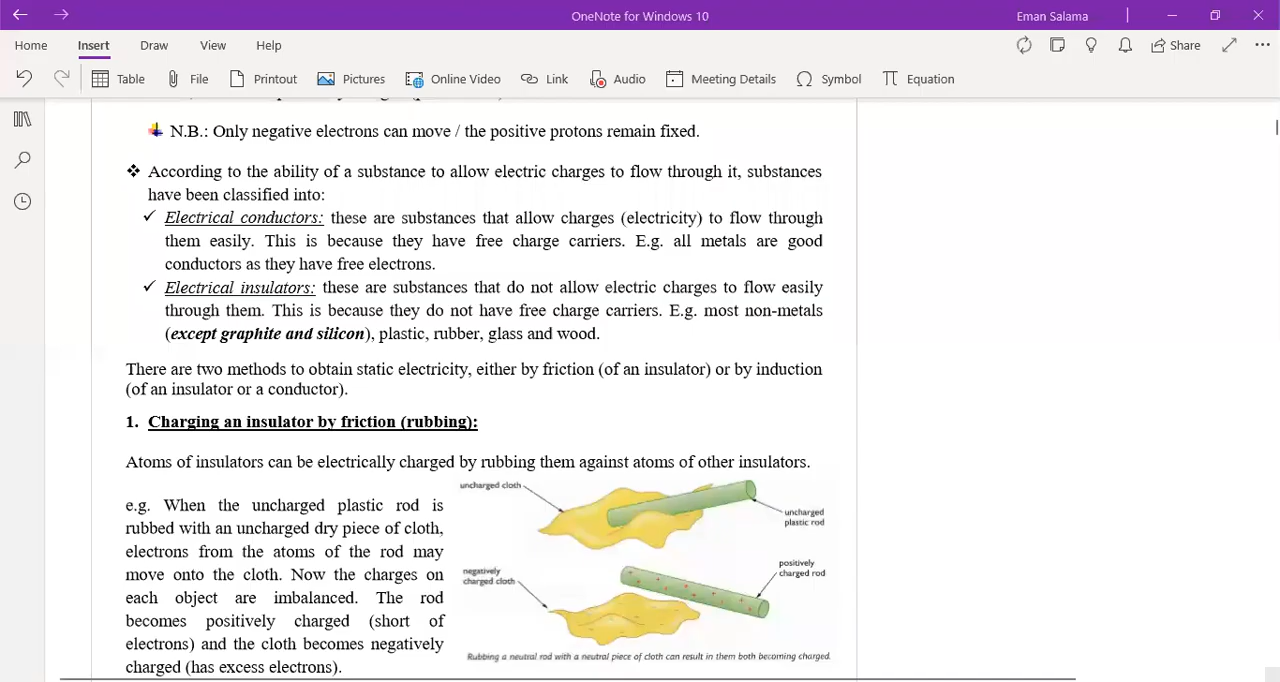 OneNote for Windows 10
Eman Salama
Home
Insert
Draw
View
Help
Share
Table
File
Printout
Pictures
Online Video
Link
Audio
Meeting Details
Symbol
Equation
N.B.: Only negative electrons can move / the positive protons remain fixed.
According to the ability of a substance to allow electric charges to flow through it, substances
have been classified into:
Electrical conductors: these are substances that allow charges (electricity) to flow through
them easily. This is because they have free charge carriers. E.g. all metals are good
conductors as they have free electrons.
Electrical insulators: these are substances that do not allow electric charges to flow easily
through them. This is because they do not have free charge carriers. E.g. most non-metals
(except graphite and silicon), plastic, rubber, glass and wood.
There are two methods to obtain static electricity, either by friction (of an insulator) or by induction
(of an insulator or a conductor).
1. Charging an insulator by friction (rubbing):
Atoms of insulators can be electrically charged by rubbing them against atoms of other insulators.
e.g. When the uncharged plastic rod is
rubbed with an uncharged dry piece of cloth,
electrons from the atoms of the rod may
move onto the cloth. Now the charges on
each object are imbalanced. The rod
becomes positively charged (short of
electrons) and the cloth becomes negatively
charged (has excess electrons).
uncharged cloth
uncharged
plastic rod
negatively
charged cloth
positively
charged rod
Rubbing a neutral rod with a neutral piece of cloth can result in them both becoming charged.